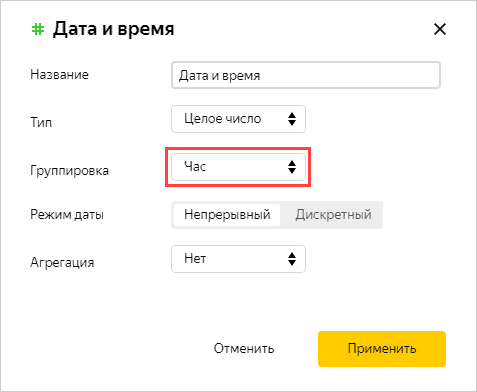 Дата и время
Название Дата и время
Тип Целое число
Группировка Час
Режим даты Непрерывный Дискретный
Агрегация Нет
Отменить Применить